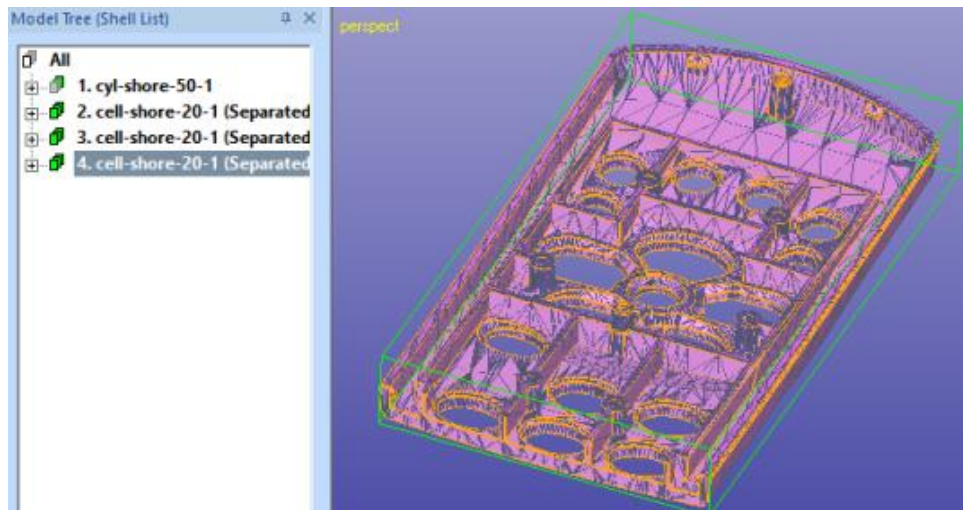 Model Tree (Shell List)
All
1. cyl-shore-50-1
2. cell-shore-20-1 (Separated
3. cell-shore-20-1 (Separated
4. cell-shore-20-1 (Separated
perspect